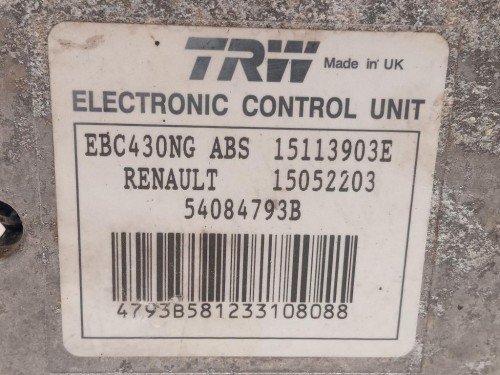 TRW Made in UK
ELECTRONIC CONTROL UNIT
EBC430NG ABS 15113903E
RENAULT 15052203
54084793B
4793B581233108088